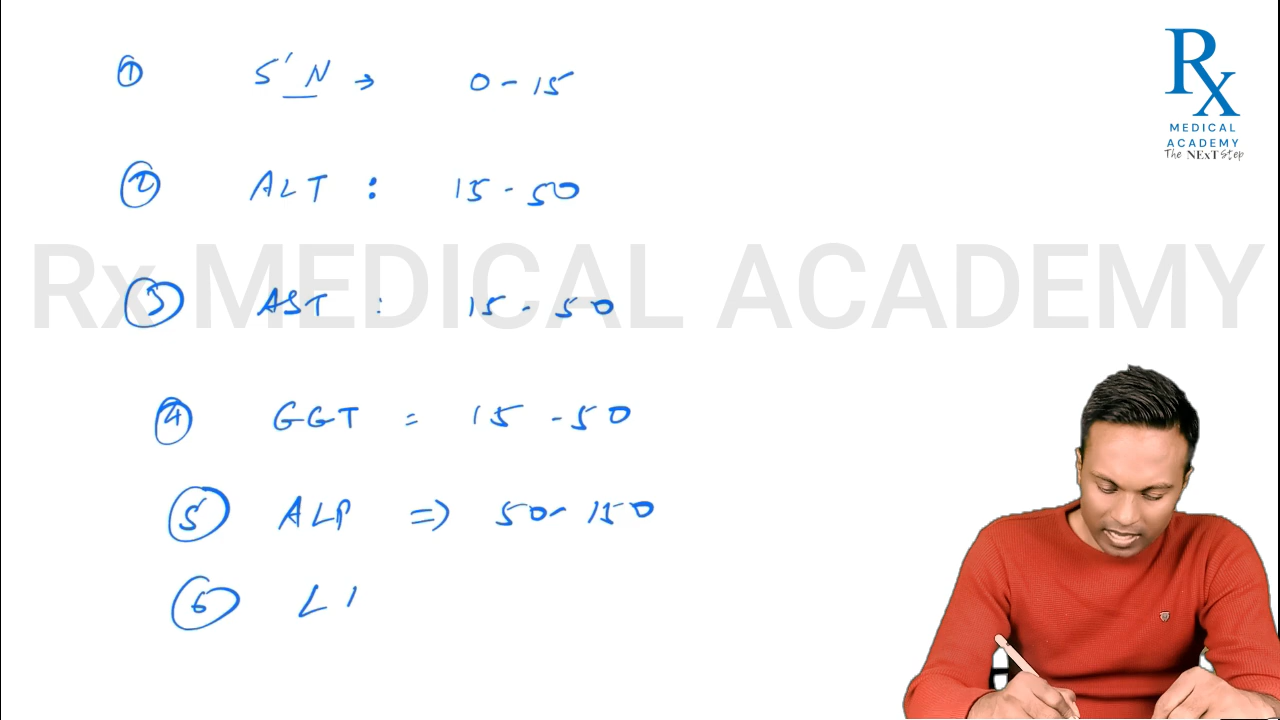 1 5'N → 0-15
Rx
MEDICAL
ACADEMY
The NExT Step
2 ALT : 15-50
Rx MEDICAL ACADEMY
3 AST : 15-50
4 GGT = 15-50
5 ALP => 50-150
6 L